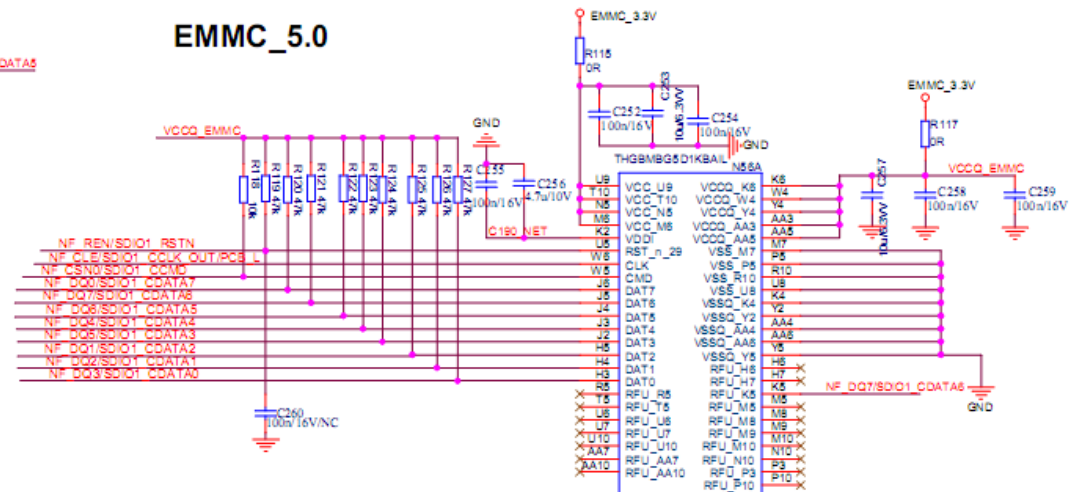 EMMC_5.0
EMMC_3.3V
R115
0R
C252
100n/16V
C253
10u/6.3VV
C254
100n/16V
GND
EMMC_3.3V
R117
0R
VCCQ_EMMC
C257
10u/6.3VV
C258
100n/16V
C259
100n/16V
VCCQ_EMMC
R118
R119 47k
R120 47k
R121 47k
R122 47k
R123 47k
R124 47k
R125 47k
R126 47k
R127 47k
GND
C255
100n/16V
C256
4.7u/10V
C190_NET
THGBMBG5D1KBAIL
N56A
U9 VCC_U9 VCCQ_K6 K6
T10 VCC_T10 VCCQ_W4 W4
N5 VCC_N5 VCCQ_Y4 Y4
M6 VCC_M6 VCCQ_AA3 AA3
K2 VDDI VCCQ_AA5 AA5
NF_REN/SDIO1_RSTN U5 RST_n_29 VSS_M7 M7
NF_CLE/SDIO1_CCLK_OUT/PCB_L W6 CLK VSS_P5 P5
NF_CSN0/SDIO1_CCMD W5 CMD VSS_R10 R10
NF_DQ0/SDIO1_CDATA7 J6 DAT7 VSS_U8 U8
NF_DQ7/SDIO1_CDATA6 J5 DAT6 VSSQ_K4 K4
NF_DQ6/SDIO1_CDATA5 J4 DAT5 VSSQ_Y2 Y2
NF_DQ4/SDIO1_CDATA4 J3 DAT4 VSSQ_AA4 AA4
NF_DQ5/SDIO1_CDATA3 J2 DAT3 VSSQ_AA6 AA6
NF_DQ1/SDIO1_CDATA2 H5 DAT2 VSSQ_Y5 Y5
NF_DQ2/SDIO1_CDATA1 H4 DAT1 RFU_H6 H6
NF_DQ3/SDIO1_CDATA0 H3 DAT0 RFU_H7 H7
R5 RFU_R5 RFU_K5 K5 NF_DQ7/SDIO1_CDATA6
T5 RFU_T5 RFU_M5 M5
U6 RFU_U6 RFU_M8 M8
U7 RFU_U7 RFU_M9 M9
U10 RFU_U10 RFU_M10 M10
AA7 RFU_AA7 RFU_N10 N10
AA10 RFU_AA10 RFU_P3 P3
RFU_P10 P10
GND
C260
100n/16V/NC